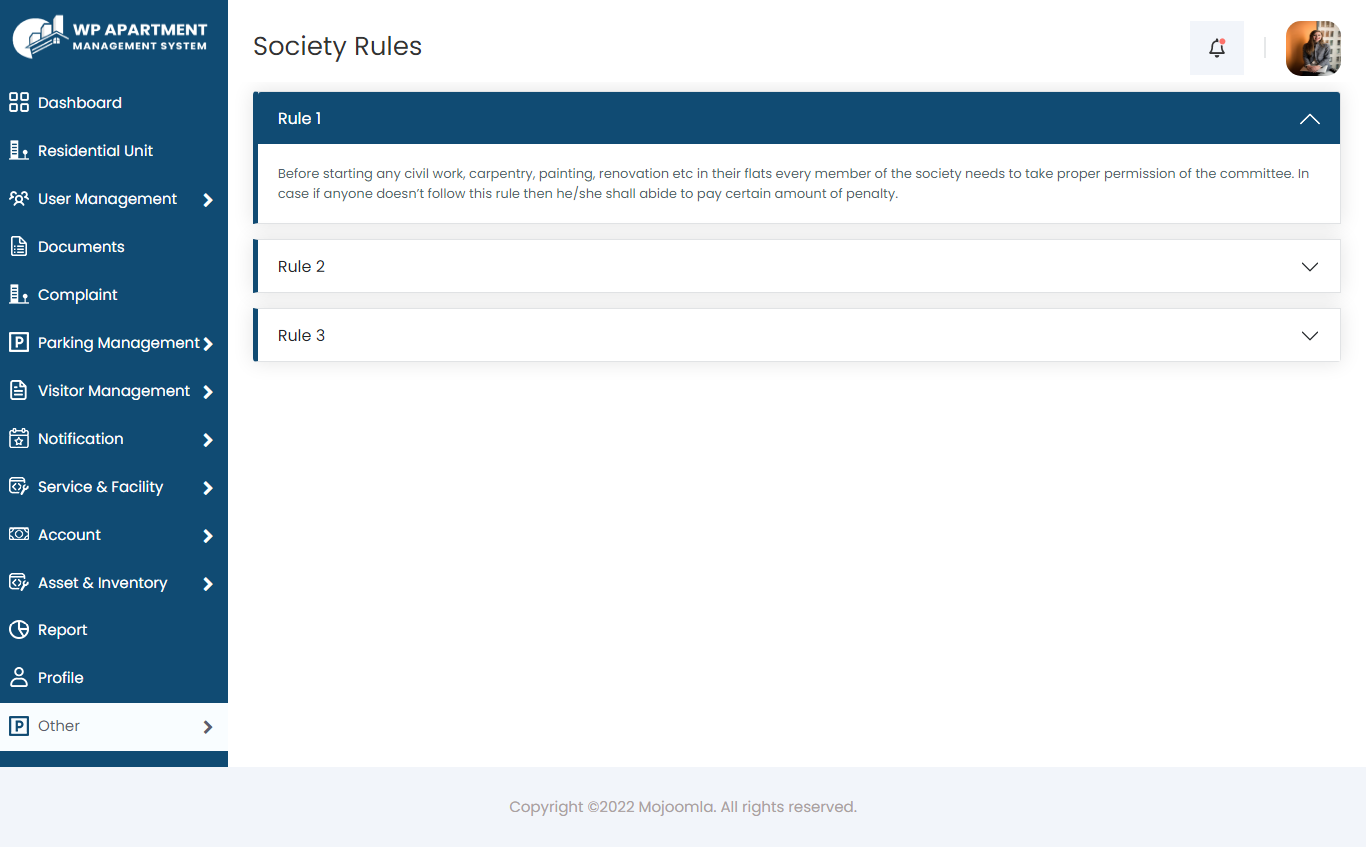 WP APARTMENT
MANAGEMENT SYSTEM
Dashboard
Residential Unit
User Management
Documents
Complaint
Parking Management
Visitor Management
Notification
Service & Facility
Account
Asset & Inventory
Report
Profile
Other
Society Rules
Rule 1
Before starting any civil work, carpentry, painting, renovation etc in their flats every member of the society needs to take proper permission of the committee. In
case if anyone doesn’t follow this rule then he/she shall abide to pay certain amount of penalty.
Rule 2
Rule 3
Copyright ©2022 Mojoomla. All rights reserved.